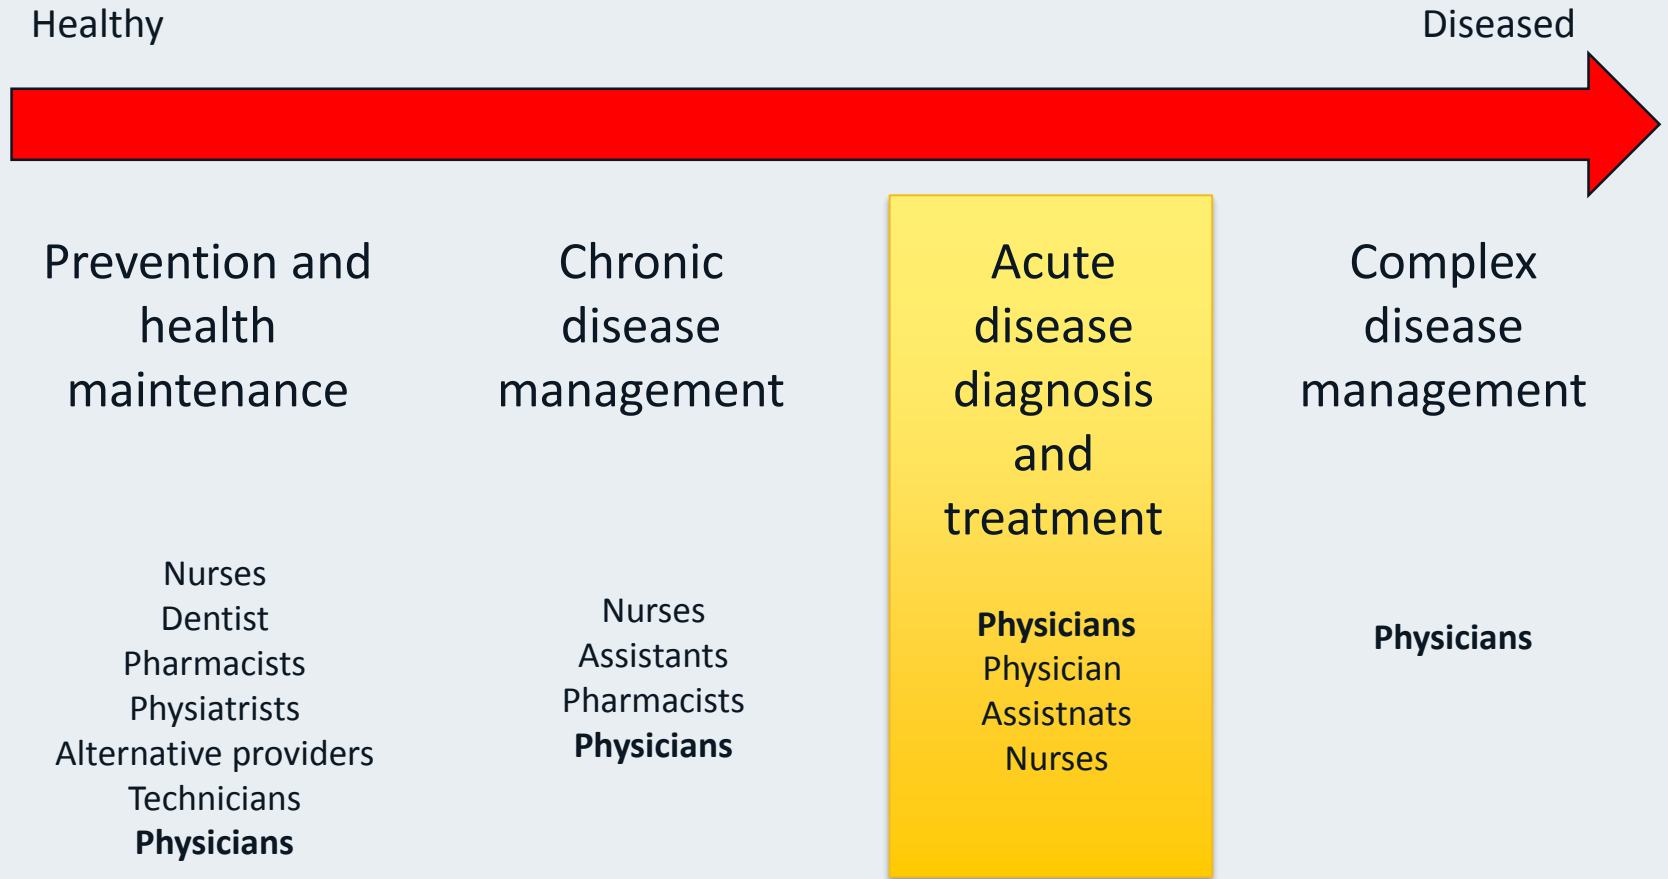 Healthy
Diseased
Prevention and
health
maintenance
Chronic
disease
management
Acute
disease
diagnosis
and
treatment
Complex
disease
management
Nurses
Dentist
Pharmacists
Physiatrists
Alternative providers
Technicians
Physicians
Nurses
Assistants
Pharmacists
Physicians
Physicians
Physician
Assistnats
Nurses
Physicians